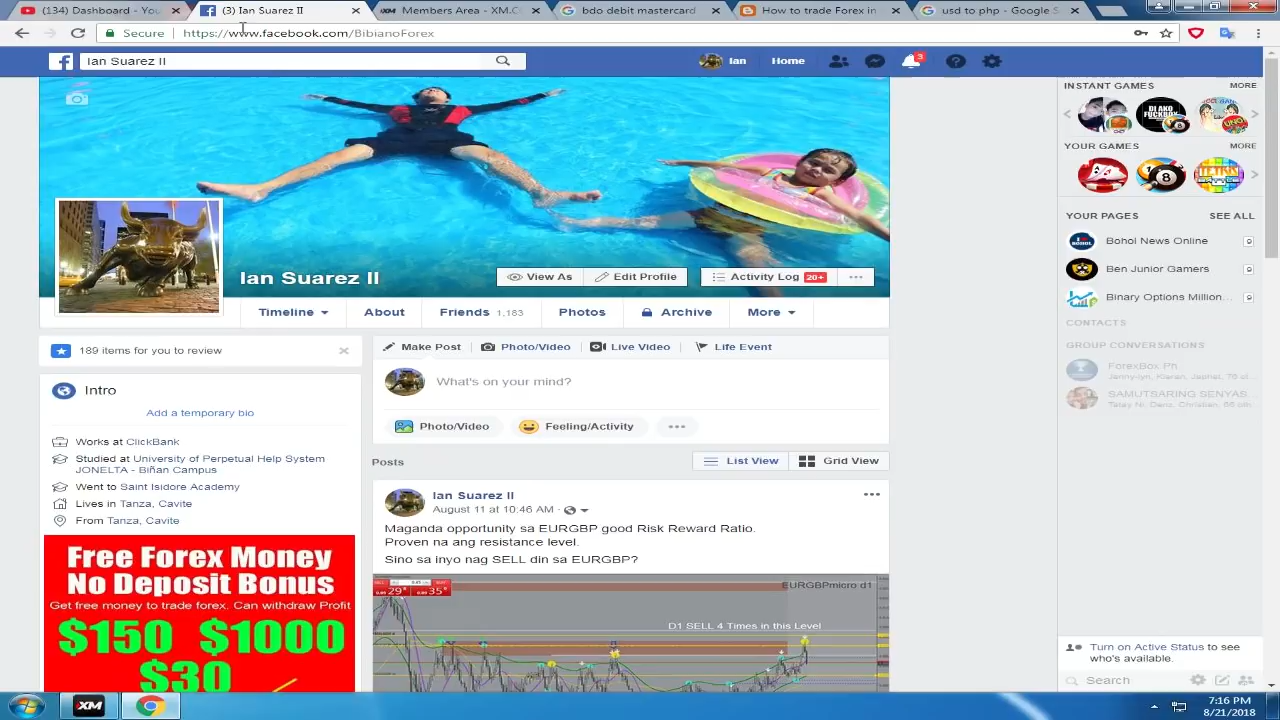 (134) Dashboard - You
(3) Ian Suarez II
Members Area - XM.C
bdo debit mastercard
How to trade Forex in
usd to php - Google S
Secure
https://www.facebook.com/BibianoForex
Ian Suarez II
Ian
Home
3
INSTANT GAMES
MORE
YOUR GAMES
MORE
YOUR PAGES
SEE ALL
Bohol News Online
Ben Junior Gamers
Binary Options Million...
CONTACTS
GROUP CONVERSATIONS
ForexBox Ph
SAMUTSARING SENYAS...
Ian Suarez II
View As
Edit Profile
Activity Log 20+
Timeline
About
Friends 1,183
Photos
Archive
More
189 items for you to review
Intro
Add a temporary bio
Works at ClickBank
Studied at University of Perpetual Help System
JONELTA - Biñan Campus
Went to Saint Isidore Academy
Lives in Tanza, Cavite
From Tanza, Cavite
Free Forex Money
No Deposit Bonus
Get free money to trade forex. Can withdraw Profit
$150 $1000
$30
Make Post
Photo/Video
Live Video
Life Event
What's on your mind?
Photo/Video
Feeling/Activity
Posts
List View
Grid View
Ian Suarez II
August 11 at 10:46 AM
Maganda opportunity sa EURGBP good Risk Reward Ratio.
Proven na ang resistance level.
Sino sa inyo nag SELL din sa EURGBP?
EURGBPmicro d1
D1 SELL 4 Times in this Level
Turn on Active Status to see
who's available.
Search
XM
7:16 PM
8/21/2018